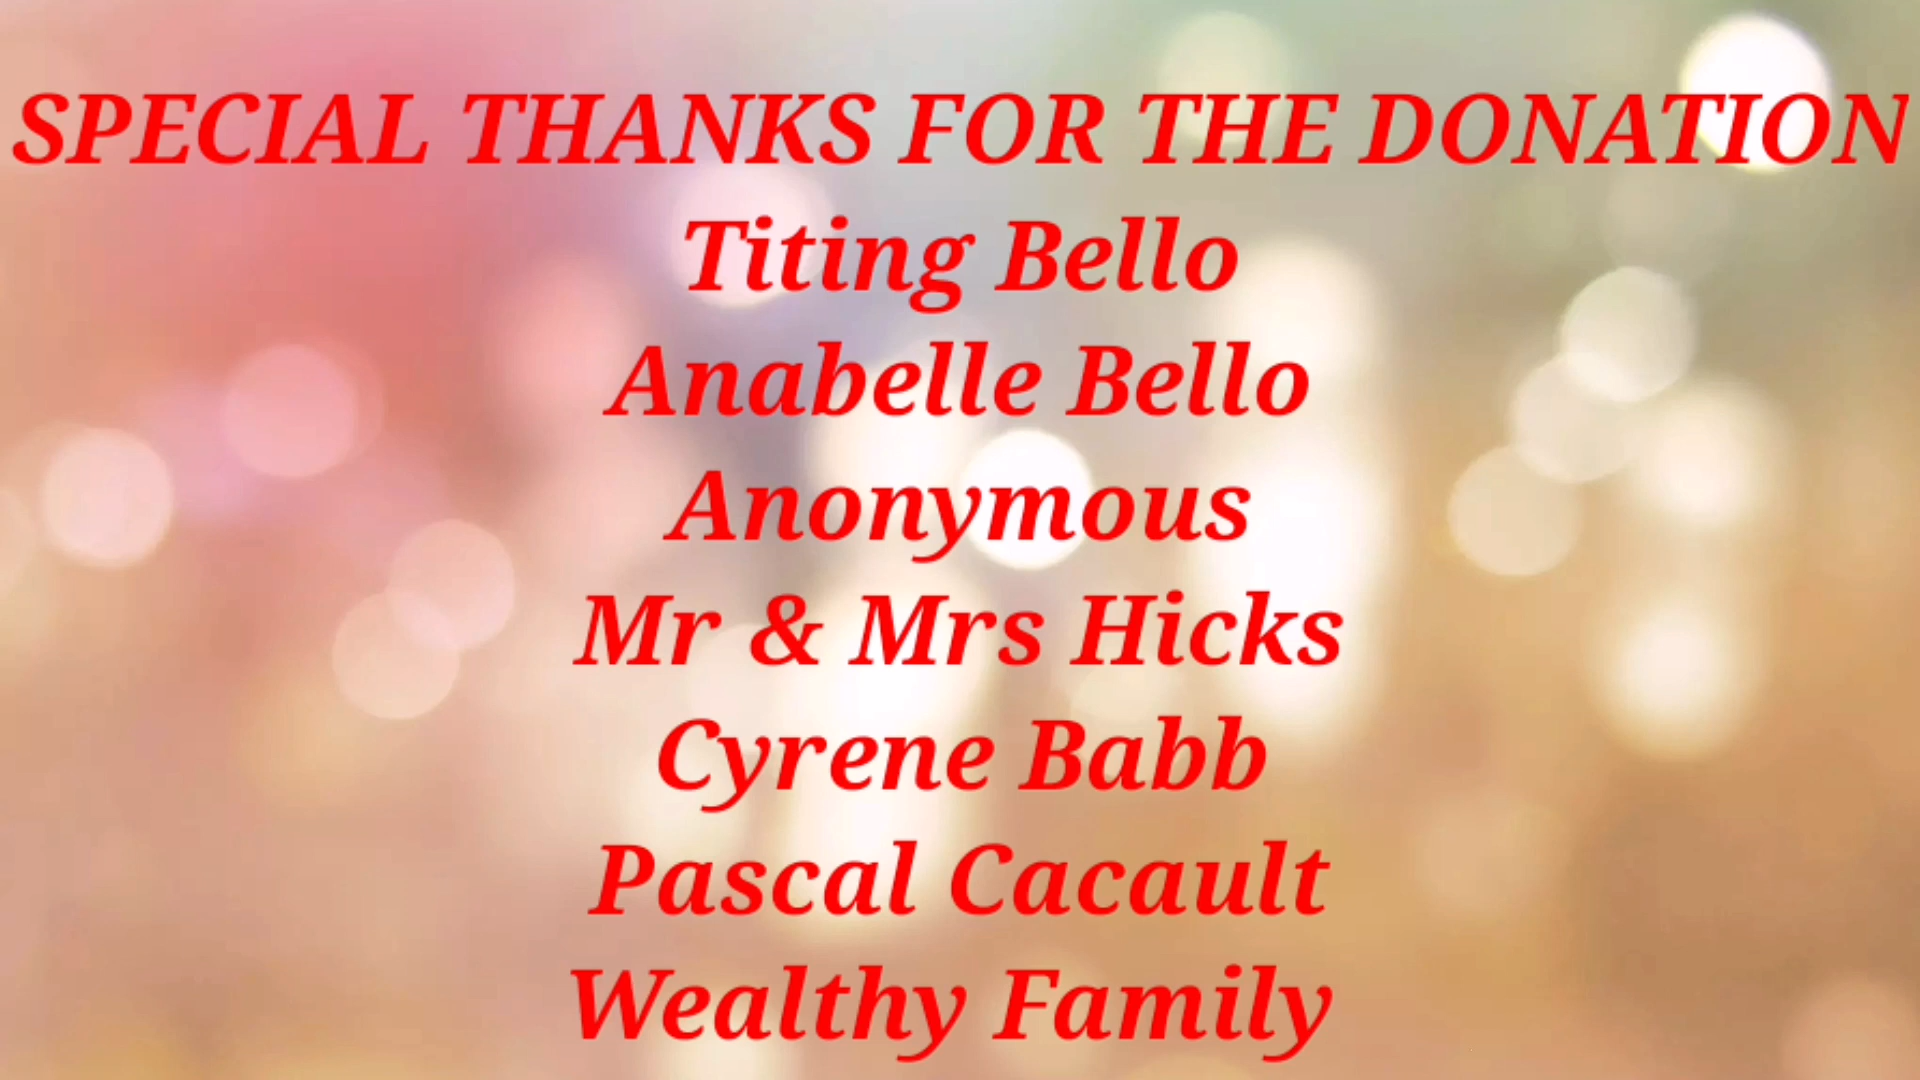 SPECIAL THANKS FOR THE DONATION
Titing Bello
Anabelle Bello
Anonymous
Mr & Mrs Hicks
Cyrene Babb
Pascal Cacault
Wealthy Family